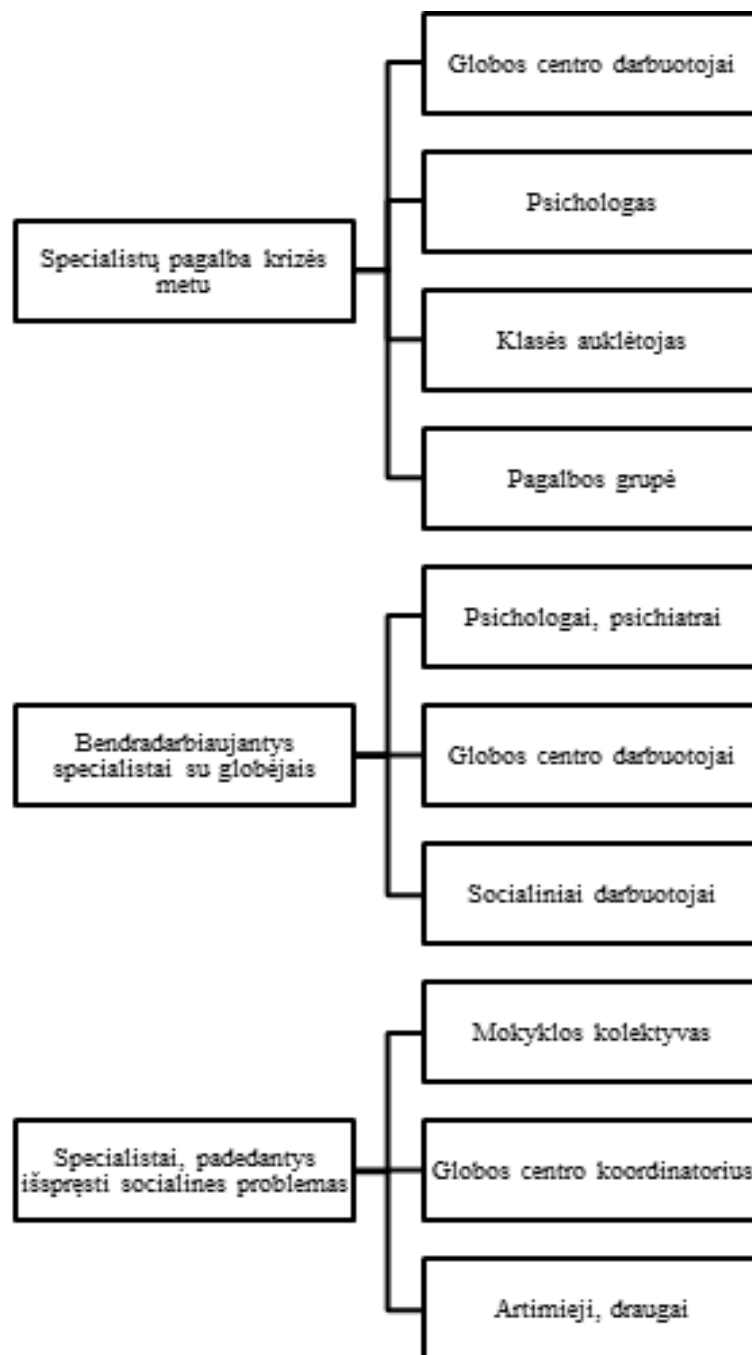 Specialistų pagalba krizės
metu
Globos centro darbuotojai
Psichologas
Klasės auklėtojas
Pagalbos grupė
Bendradarbiaujantys
specialistai su globėjais
Psichologai, psichiatrai
Globos centro darbuotojai
Socialiniai darbuotojai
Specialistai, padedantys
išspręsti socialines problemas
Mokyklos kolektyvas
Globos centro koordinatorius
Artimieji, draugai